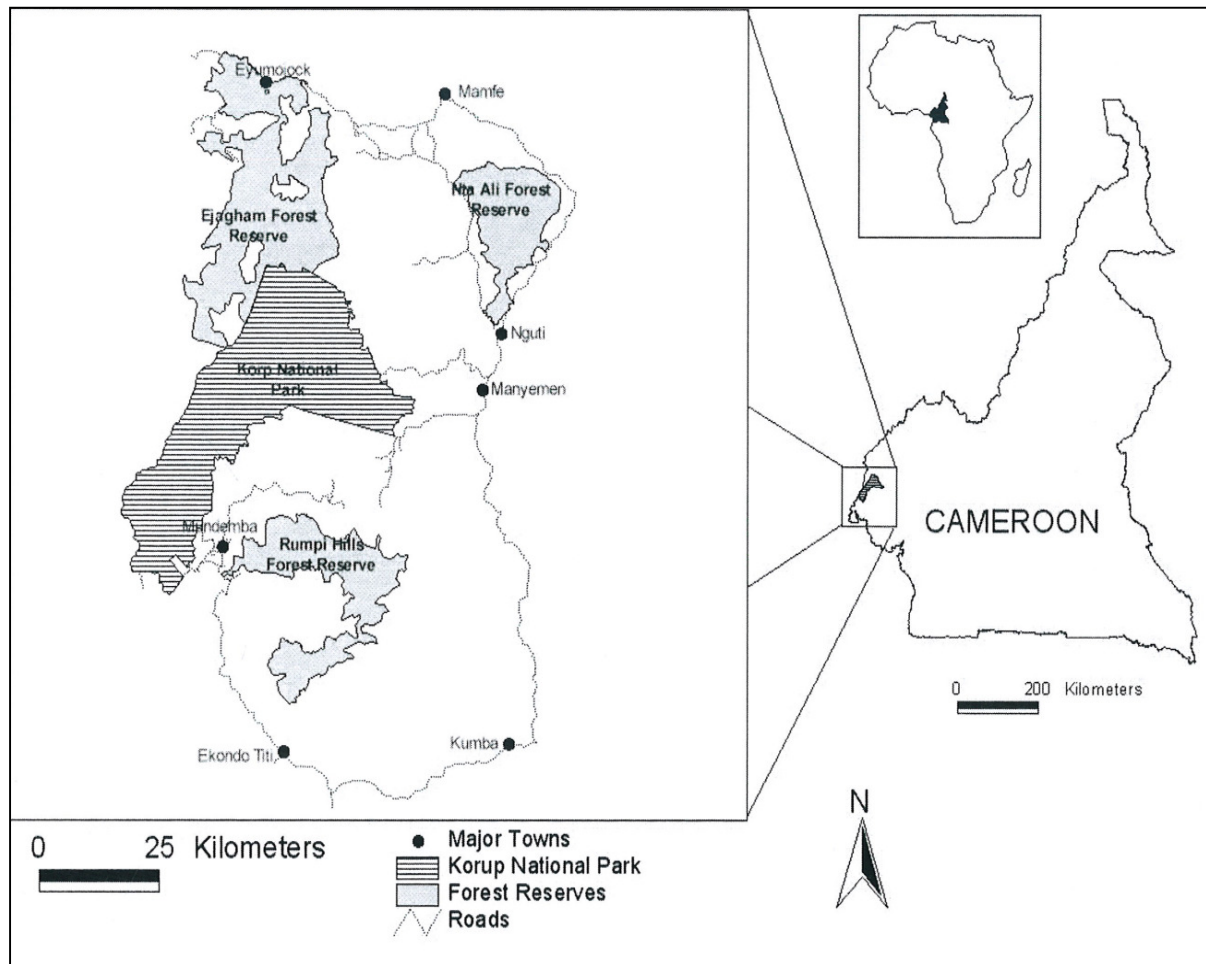 Eyumojock
Mamfe
Nta Ali Forest
Reserve
Ejagham Forest
Reserve
Nguti
Korp National
Park
Manyemen
Mundemba
Rumpi Hills
Forest Reserve
Ekondo Titi
Kumba
CAMEROON
0 200 Kilometers
N
0 25 Kilometers
Major Towns
Korup National Park
Forest Reserves
Roads